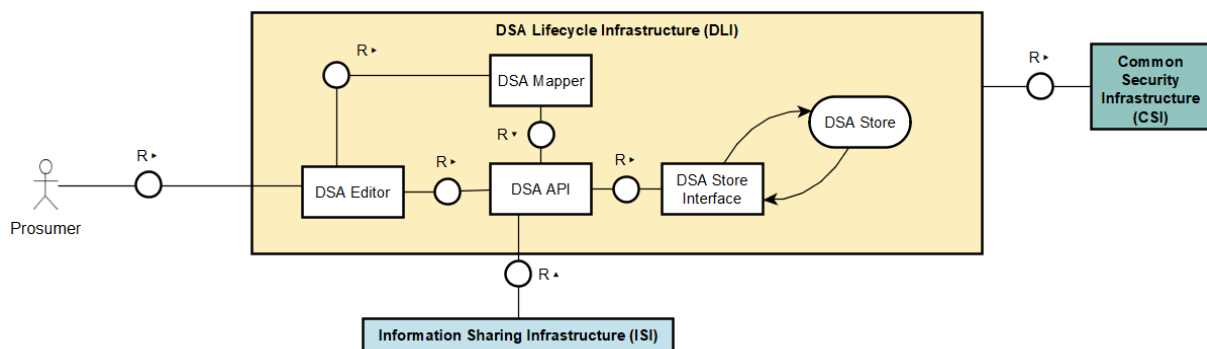 DSA Lifecycle Infrastructure (DLI)
R ▸
R ▸
Common
Security
Infrastructure
(CSI)
DSA Mapper
DSA Store
R ▾
R ▸
R ▸
R ▸
DSA Editor
DSA API
DSA Store
Interface
Prosumer
R ▴
Information Sharing Infrastructure (ISI)